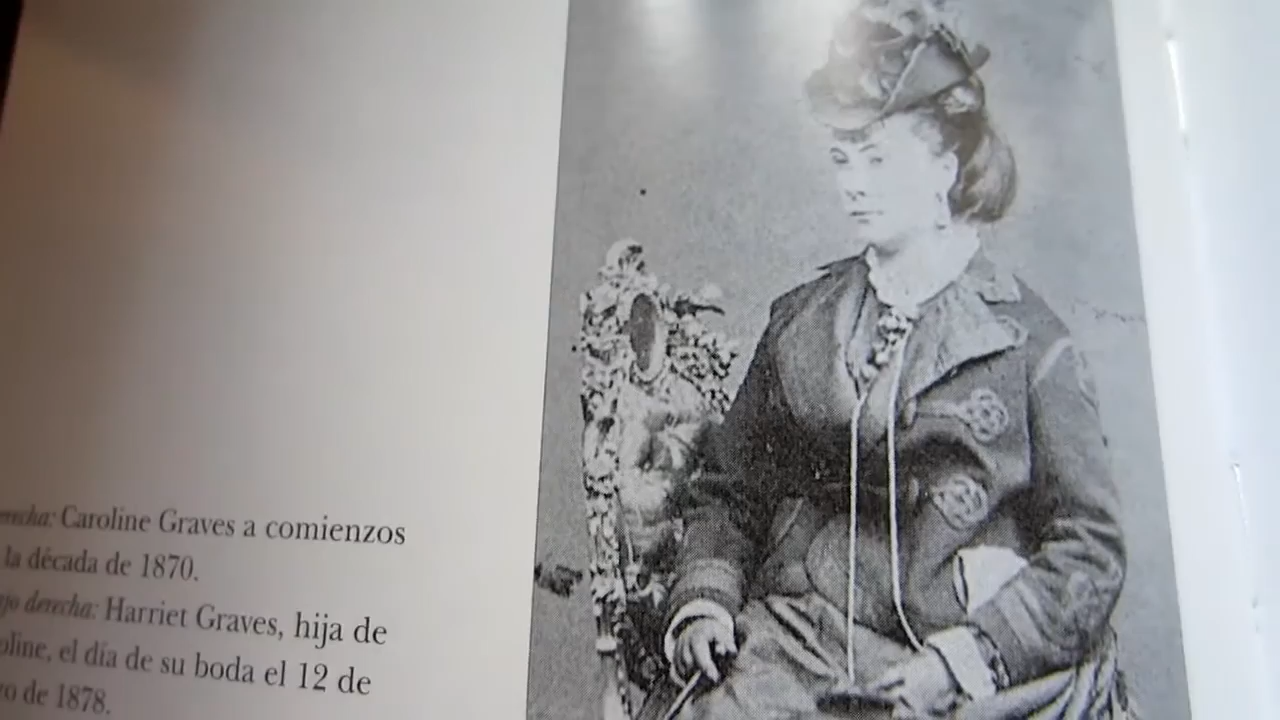 Caroline Graves a comienzos
la década de 1870.
derecha: Harriet Graves, hija de
el día de su boda el 12 de
de 1878.